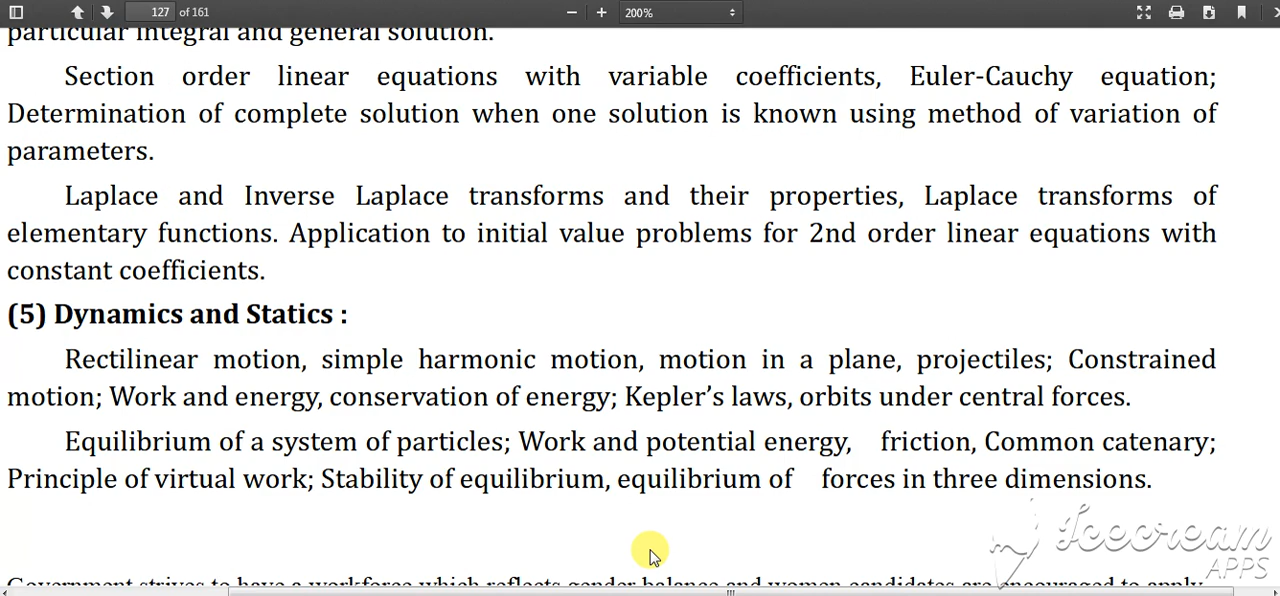 127 of 161
200%
particular integral and general solution.
Section order linear equations with variable coefficients, Euler-Cauchy equation;
Determination of complete solution when one solution is known using method of variation of
parameters.
Laplace and Inverse Laplace transforms and their properties, Laplace transforms of
elementary functions. Application to initial value problems for 2nd order linear equations with
constant coefficients.
(5) Dynamics and Statics :
Rectilinear motion, simple harmonic motion, motion in a plane, projectiles; Constrained
motion; Work and energy, conservation of energy; Kepler’s laws, orbits under central forces.
Equilibrium of a system of particles; Work and potential energy, friction, Common catenary;
Principle of virtual work; Stability of equilibrium, equilibrium of forces in three dimensions.
Icecream
APPS
Government strives to have a workforce which reflects gender balance and women candidates are encouraged to apply